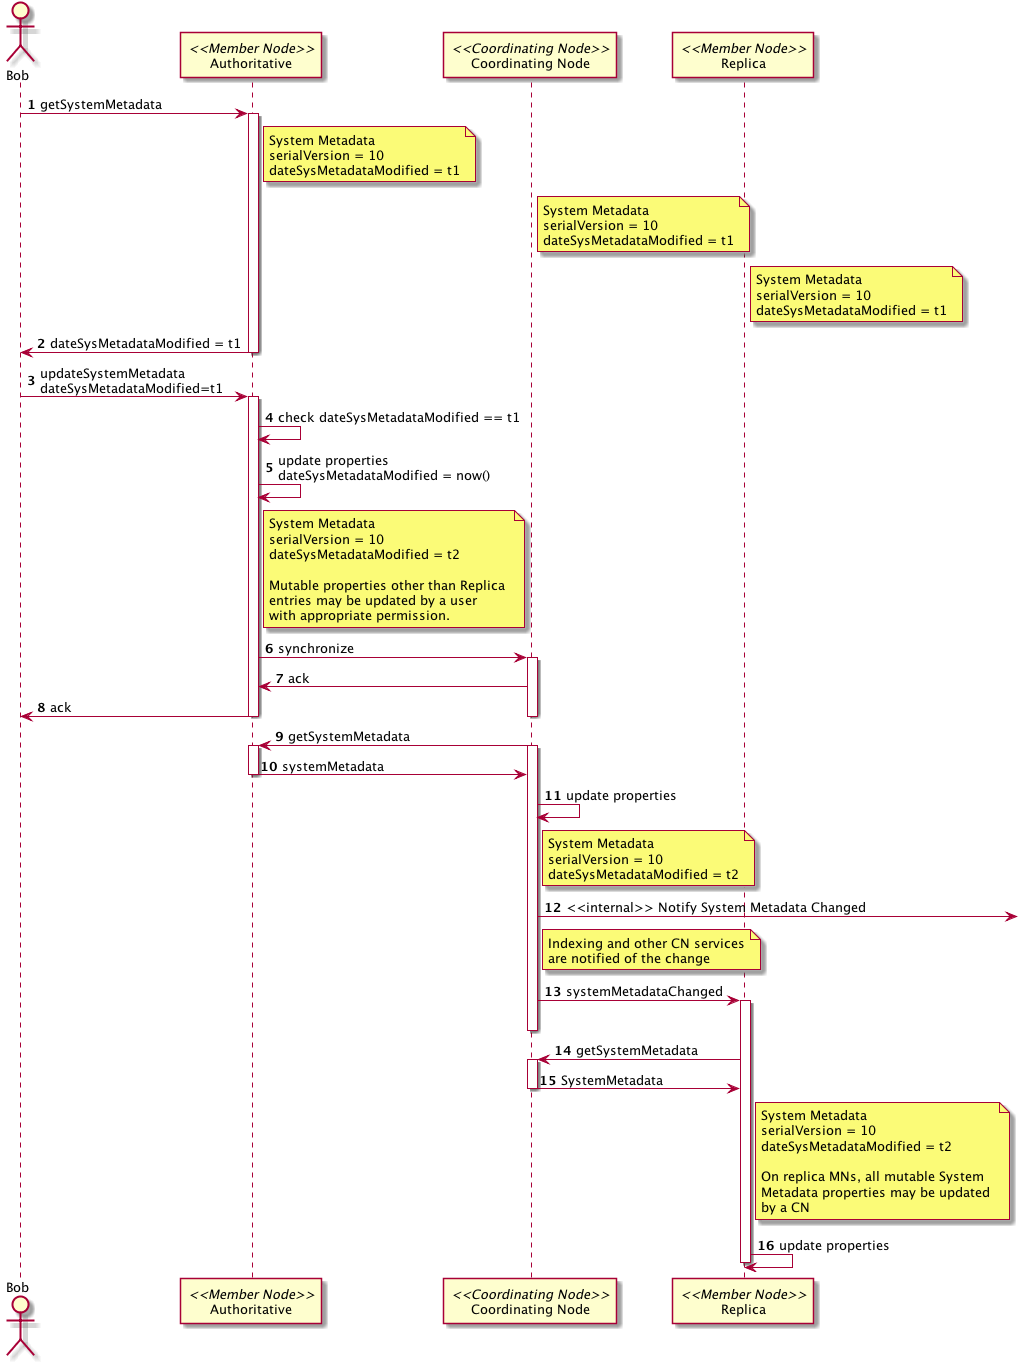 Bob
<<Member Node>>
Authoritative
<<Coordinating Node>>
Coordinating Node
<<Member Node>>
Replica
1 getSystemMetadata
System Metadata
serialVersion = 10
dateSysMetadataModified = t1
System Metadata
serialVersion = 10
dateSysMetadataModified = t1
System Metadata
serialVersion = 10
dateSysMetadataModified = t1
2 dateSysMetadataModified = t1
3 updateSystemMetadata
dateSysMetadataModified=t1
4 check dateSysMetadataModified == t1
5 update properties
dateSysMetadataModified = now()
System Metadata
serialVersion = 10
dateSysMetadataModified = t2
Mutable properties other than Replica
entries may be updated by a user
with appropriate permission.
6 synchronize
7 ack
8 ack
9 getSystemMetadata
10 systemMetadata
11 update properties
System Metadata
serialVersion = 10
dateSysMetadataModified = t2
12 <<internal>> Notify System Metadata Changed
Indexing and other CN services
are notified of the change
13 systemMetadataChanged
14 getSystemMetadata
15 SystemMetadata
System Metadata
serialVersion = 10
dateSysMetadataModified = t2
On replica MNs, all mutable System
Metadata properties may be updated
by a CN
16 update properties
Bob
<<Member Node>>
Authoritative
<<Coordinating Node>>
Coordinating Node
<<Member Node>>
Replica